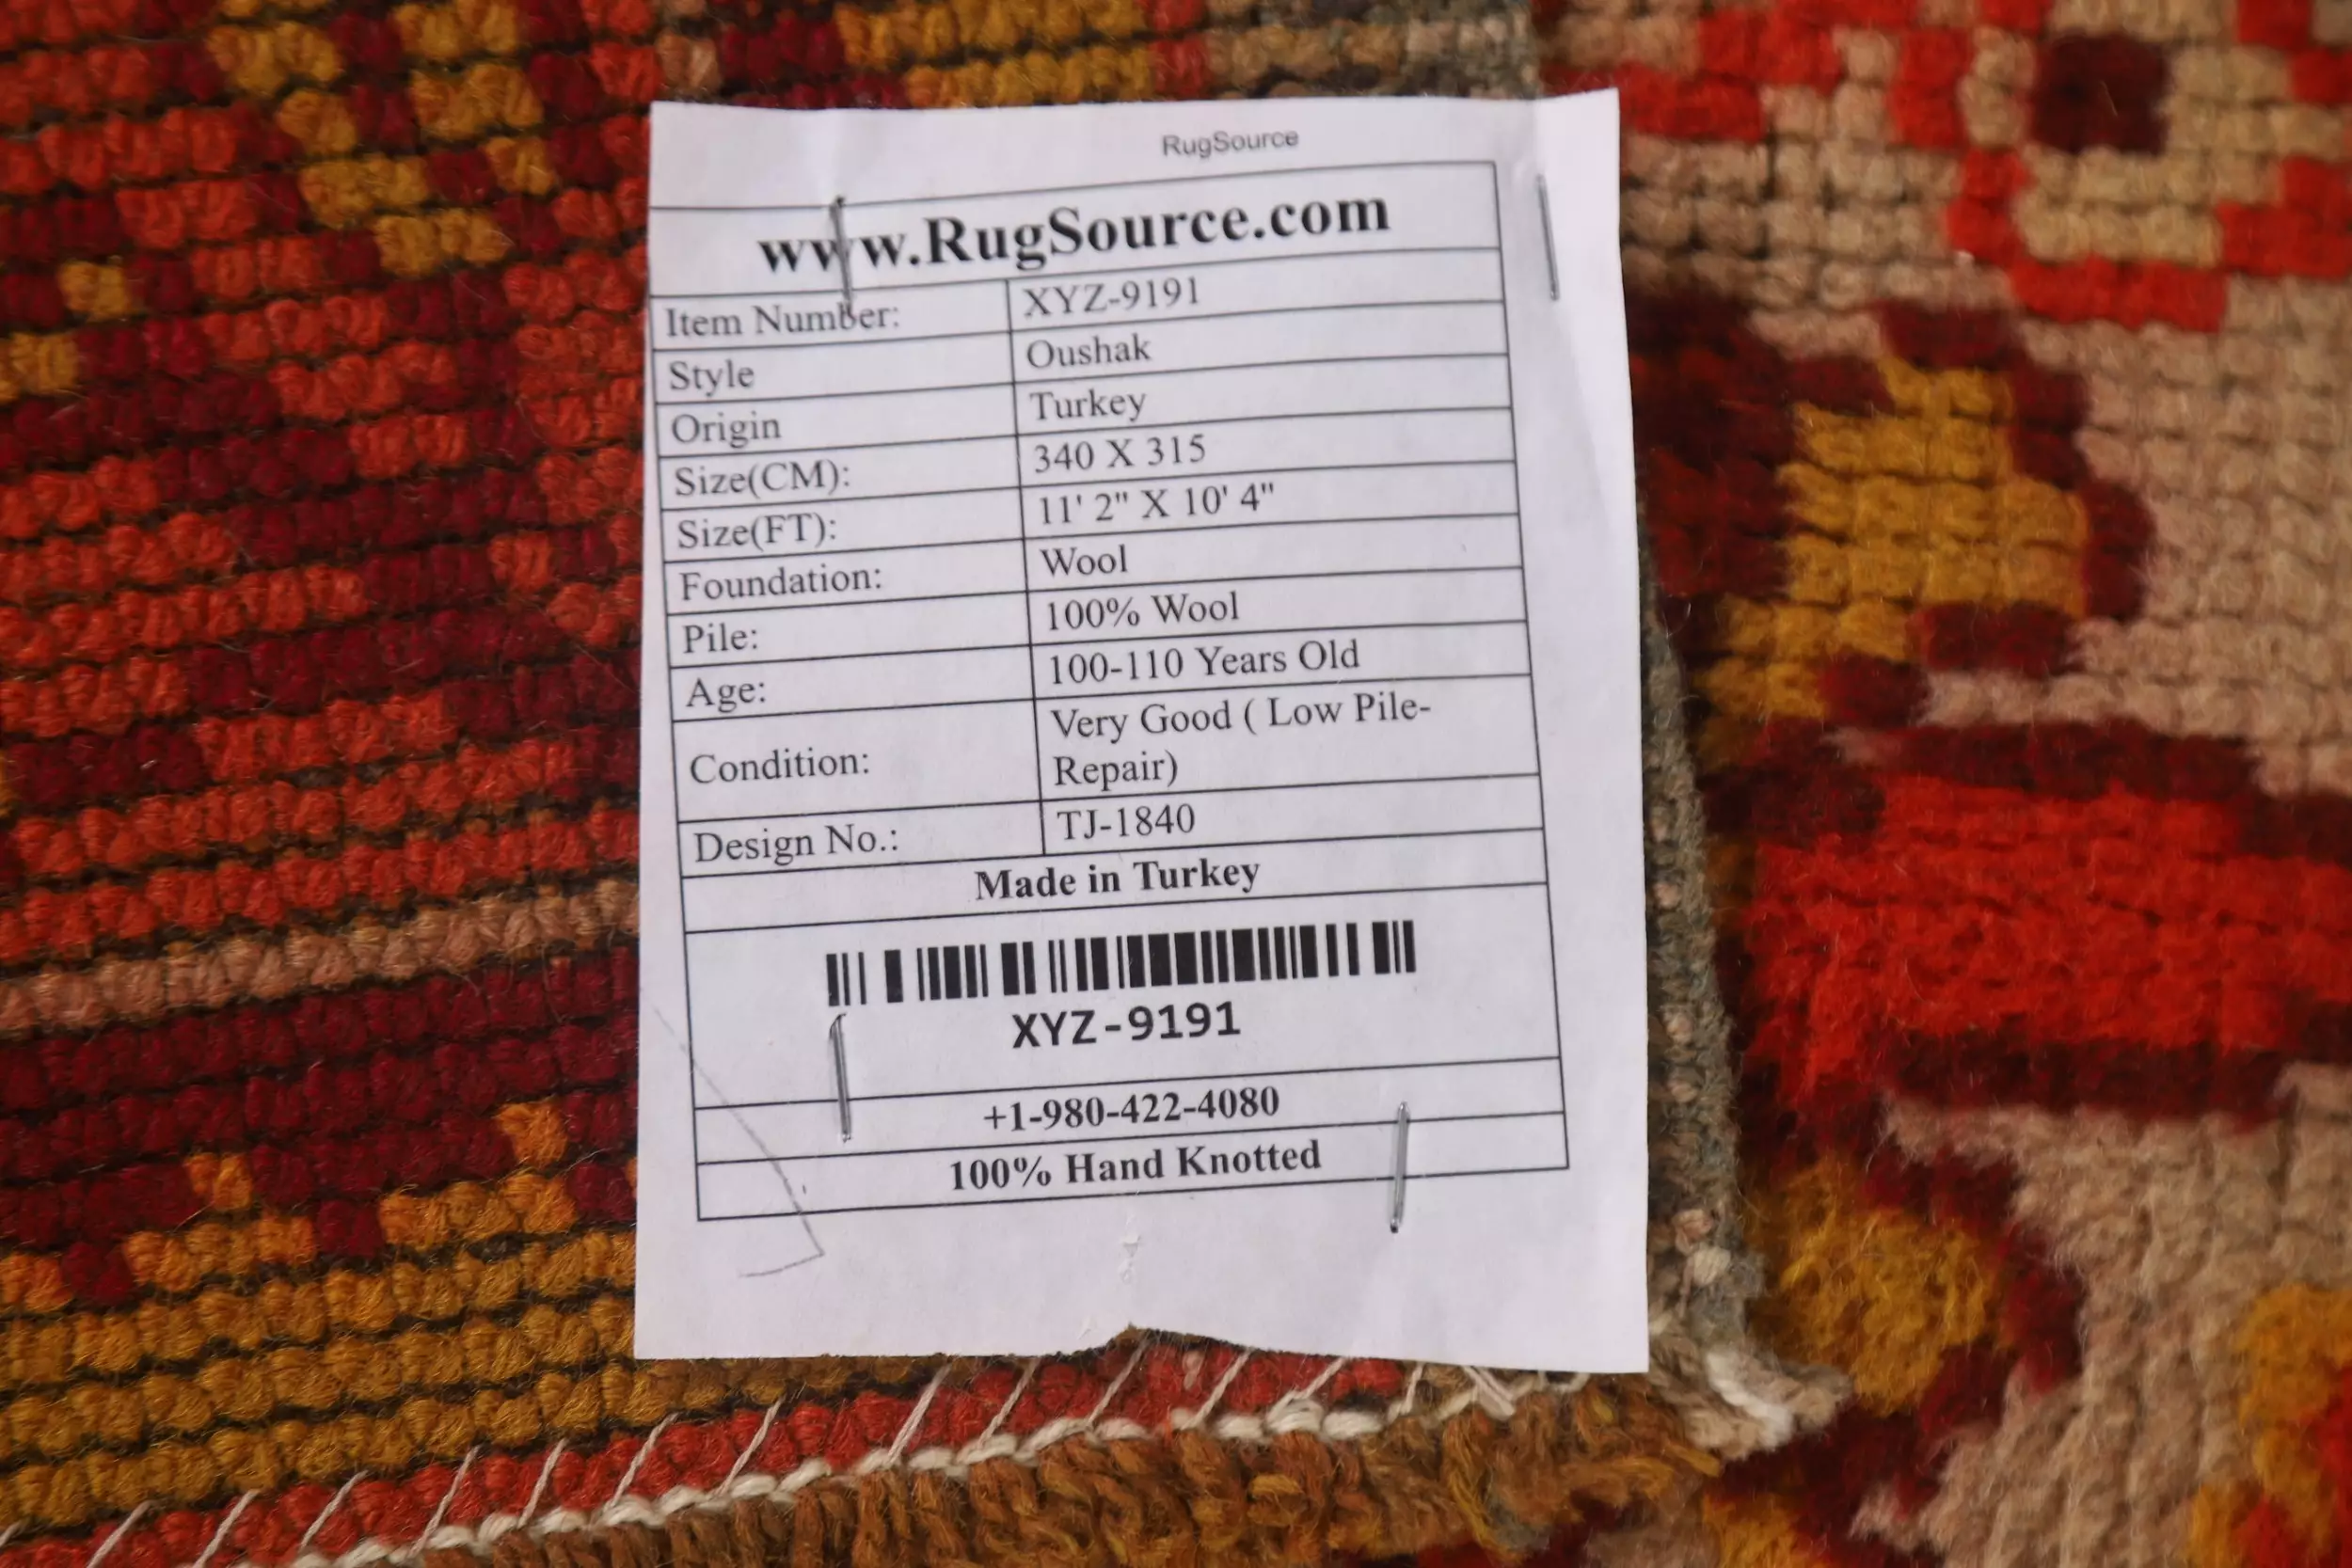 RugSource
www.RugSource.com
Item Number: XYZ-9191
Style Oushak
Origin Turkey
Size(CM): 340 X 315
Size(FT): 11' 2" X 10' 4"
Foundation: Wool
Pile: 100% Wool
Age: 100-110 Years Old
Condition: Very Good ( Low Pile-
Repair)
Design No.: TJ-1840
Made in Turkey
XYZ-9191
+1-980-422-4080
100% Hand Knotted